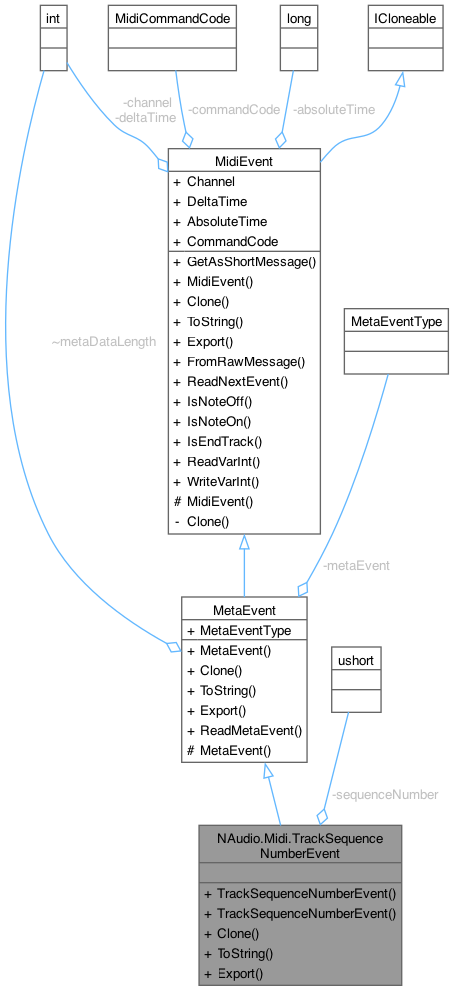 int
MidiCommandCode
long
ICloneable
-channel
-deltaTime
-commandCode
-absoluteTime
MidiEvent
+ Channel
+ DeltaTime
+ AbsoluteTime
+ CommandCode
+ GetAsShortMessage()
+ MidiEvent()
+ Clone()
+ ToString()
+ Export()
+ FromRawMessage()
+ ReadNextEvent()
+ IsNoteOff()
+ IsNoteOn()
+ IsEndTrack()
+ ReadVarInt()
+ WriteVarInt()
# MidiEvent()
- Clone()
MetaEventType
~metaDataLength
-metaEvent
MetaEvent
+ MetaEventType
+ MetaEvent()
+ Clone()
+ ToString()
+ Export()
+ ReadMetaEvent()
# MetaEvent()
ushort
-sequenceNumber
NAudio.Midi.TrackSequence
NumberEvent
+ TrackSequenceNumberEvent()
+ TrackSequenceNumberEvent()
+ Clone()
+ ToString()
+ Export()